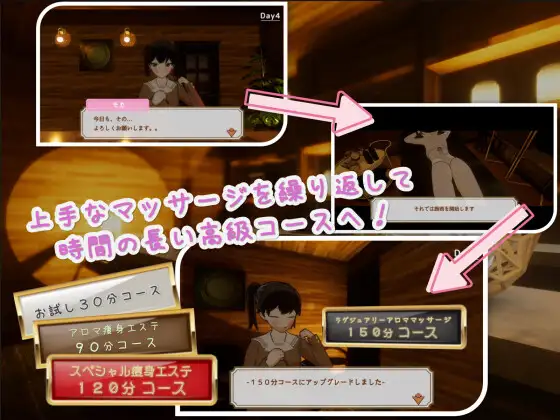 Day4
今日も、その…
よろしくお願いします。。
それでは施術を開始します
上手なマッサージを繰り返して
時間の長い高級コースへ！
お試し３０分コース
アロマ痩身エステ
９０分コース
スペシャル痩身エステ
１２０分 コース
ラグジュアリーアロママッサージ
１５０分 コース
-１５０分コースにアップグレードしました-